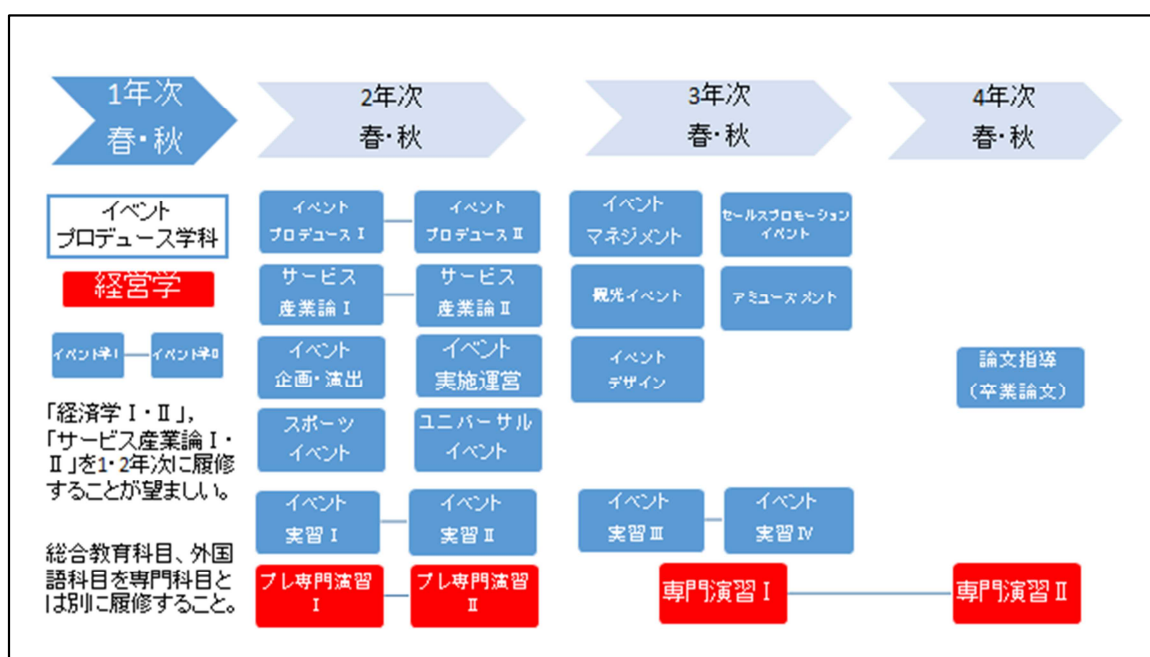 1年次
春・秋
2年次
春・秋
3年次
春・秋
4年次
春・秋
イベント
プロデュース学科
経営学
イベント学Ⅰ
イベント学Ⅱ
「経済学Ⅰ・Ⅱ」,
「サービス産業論Ⅰ・
Ⅱ」を1・2年次に履修
することが望ましい。
総合教育科目、外国
語科目を専門科目と
は別に履修すること。
イベント
プロデュースⅠ
イベント
プロデュースⅡ
サービス
産業論Ⅰ
サービス
産業論Ⅱ
イベント
企画・演出
イベント
実施運営
スポーツ
イベント
ユニバーサル
イベント
イベント
実習Ⅰ
イベント
実習Ⅱ
プレ専門演習
Ⅰ
プレ専門演習
Ⅱ
イベント
マネジメント
セールスプロモーション
イベント
観光イベント
アミューズメント
イベント
デザイン
イベント
実習Ⅲ
イベント
実習Ⅳ
専門演習Ⅰ
論文指導
（卒業論文）
専門演習Ⅱ